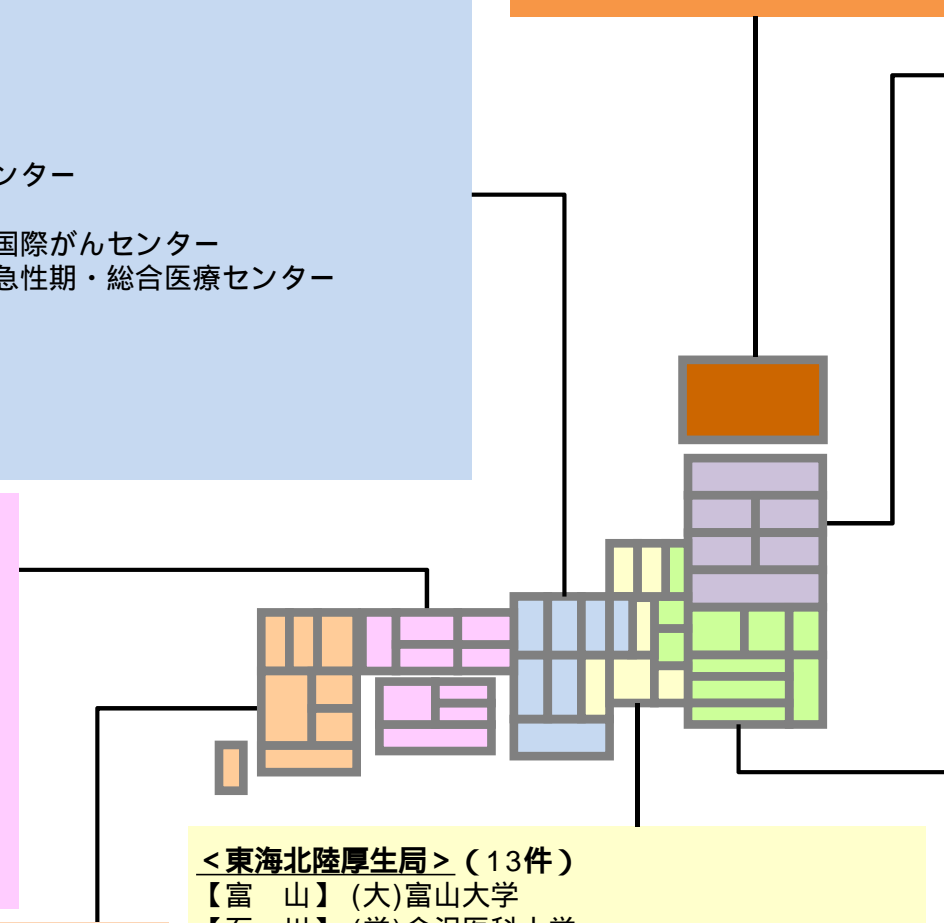 ンター
国際がんセンター
急性期・総合医療センター
<東海北陸厚生局>(13件)
【富　山】(大)富山大学